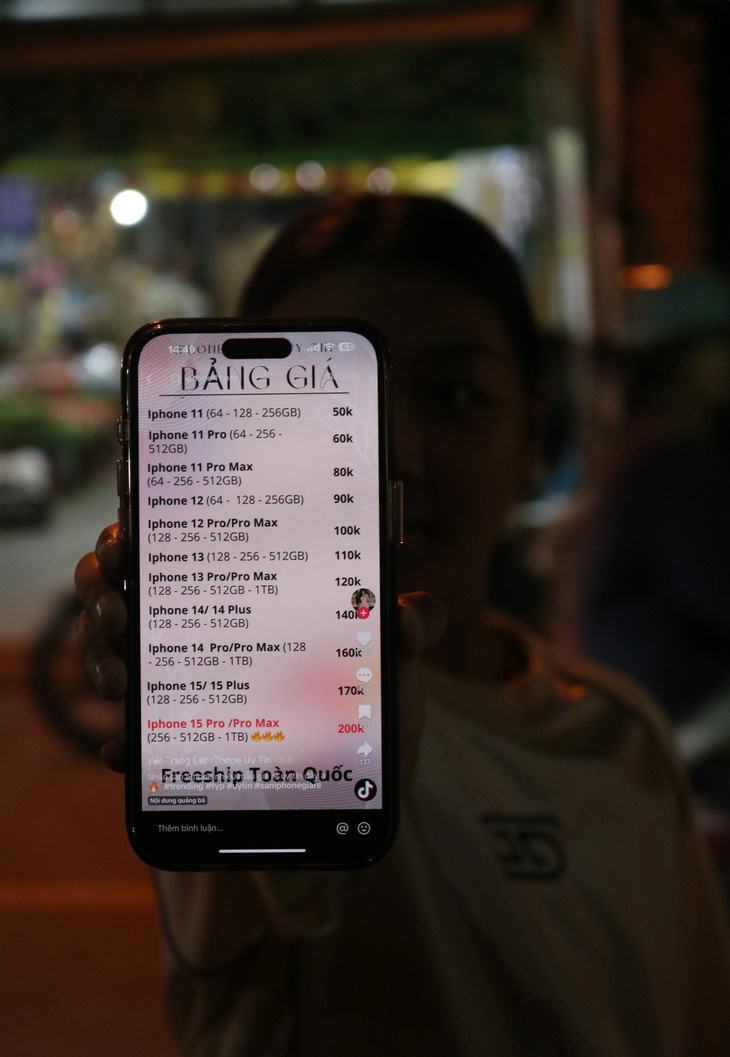 14:49
67
BẢNG GIÁ
Iphone 11 (64 - 128 - 256GB) 50k
Iphone 11 Pro (64 - 256 - 60k
512GB)
Iphone 11 Pro Max 80k
(64 - 256 - 512GB)
Iphone 12 (64 - 128 - 256GB) 90k
Iphone 12 Pro/Pro Max 100k
(128 - 256 - 512GB)
Iphone 13 (128 - 256 - 512GB) 110k
Iphone 13 Pro/Pro Max 120k
(128 - 256 - 512GB - 1TB)
Iphone 14/ 14 Plus 140k
(128 - 256 - 512GB)
Iphone 14 Pro/Pro Max (128 160k
- 256 - 512GB - 1TB)
Iphone 15/ 15 Plus 170k
(128 - 256 - 512GB)
Iphone 15 Pro /Pro Max 200k
(256 - 512GB - 1TB) 🔥🔥🔥
137
Freeship Toàn Quốc
#trending #fyp #uytin #saniphonegiare
Nội dung quảng bá
Thêm bình luận... @